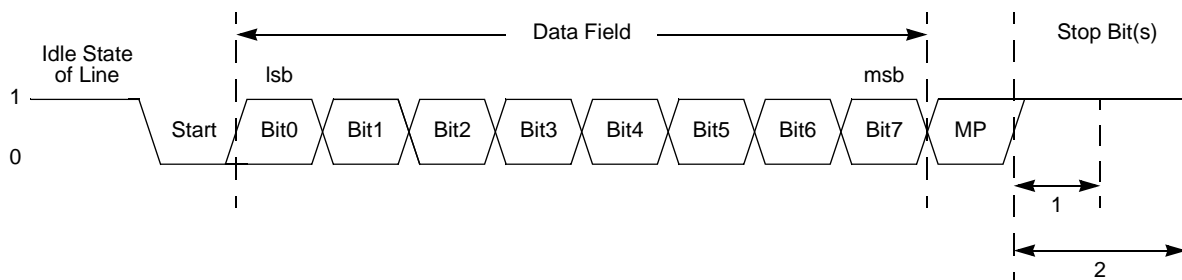 Data Field
Stop Bit(s)
Idle State
of Line
lsb
msb
1
Start
Bit0
Bit1
Bit2
Bit3
Bit4
Bit5
Bit6
Bit7
MP
0
1
2